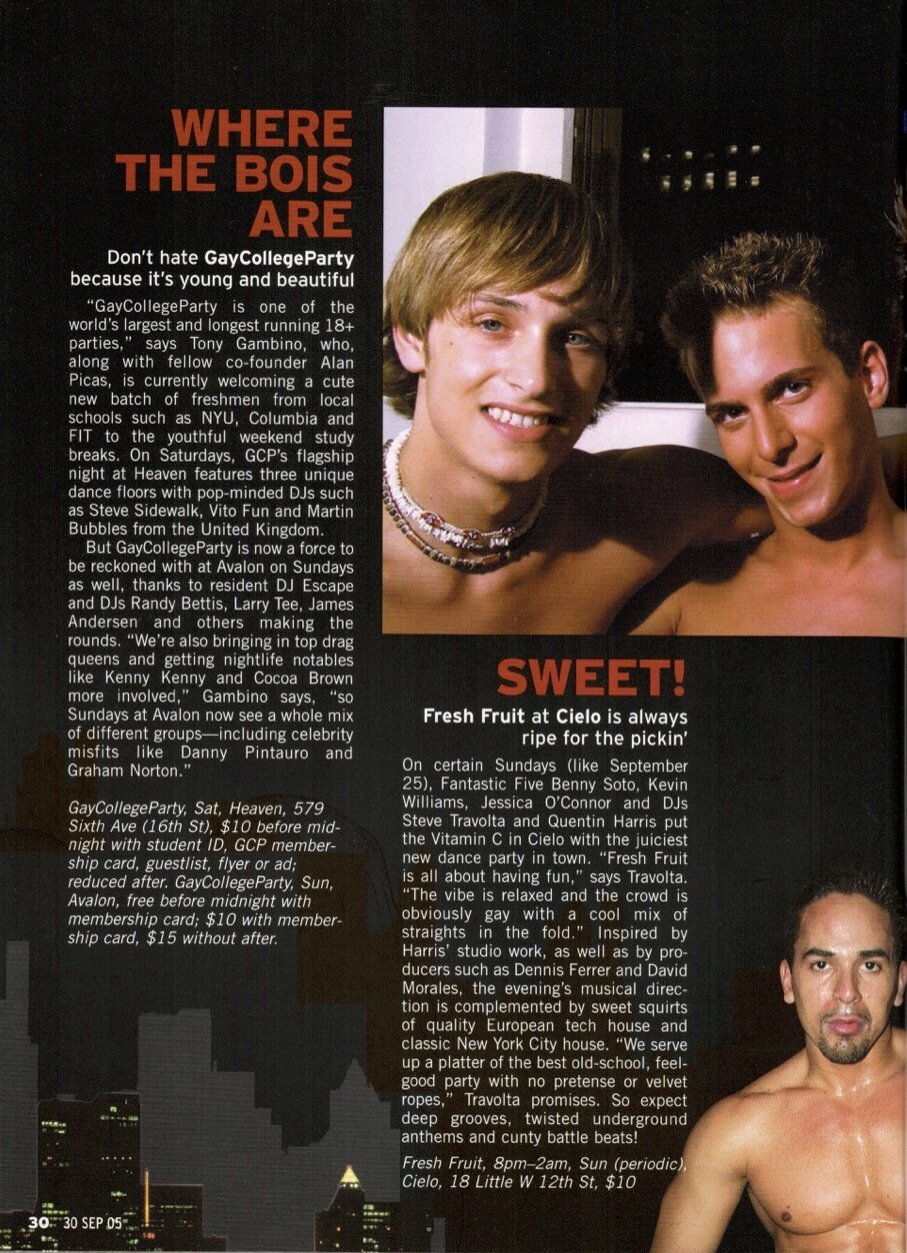 WHERE
THE BOIS
ARE
Don't hate GayCollegeParty
because it's young and beautiful
“GayCollegeParty is one of the
world's largest and longest running 18+
parties,” says Tony Gambino, who,
along with fellow co-founder Alan
Picas, is currently welcoming a cute
new batch of freshmen from local
schools such as NYU, Columbia and
FIT to the youthful weekend study
breaks. On Saturdays, GCP's flagship
night at Heaven features three unique
dance floors with pop-minded DJs such
as Steve Sidewalk, Vito Fun and Martin
Bubbles from the United Kingdom.
But GayCollegeParty is now a force to
be reckoned with at Avalon on Sundays
as well, thanks to resident DJ Escape
and DJs Randy Bettis, Larry Tee, James
Andersen and others making the
rounds. “We're also bringing in top drag
queens and getting nightlife notables
like Kenny Kenny and Cocoa Brown
more involved,” Gambino says, “so
Sundays at Avalon now see a whole mix
of different groups—including celebrity
misfits like Danny Pintauro and
Graham Norton.”
GayCollegeParty, Sat, Heaven, 579
Sixth Ave (16th St), $10 before mid-
night with student ID, GCP member-
ship card, guestlist, flyer or ad;
reduced after. GayCollegeParty, Sun,
Avalon, free before midnight with
membership card; $10 with member-
ship card, $15 without after.
SWEET!
Fresh Fruit at Cielo is always
ripe for the pickin'
On certain Sundays (like September
25), Fantastic Five Benny Soto, Kevin
Williams, Jessica O'Connor and DJs
Steve Travolta and Quentin Harris put
the Vitamin C in Cielo with the juiciest
new dance party in town. “Fresh Fruit
is all about having fun,” says Travolta.
“The vibe is relaxed and the crowd is
obviously gay with a cool mix of
straights in the fold.” Inspired by
Harris' studio work, as well as by pro-
ducers such as Dennis Ferrer and David
Morales, the evening's musical direc-
tion is complemented by sweet squirts
of quality European tech house and
classic New York City house. “We serve
up a platter of the best old-school, feel-
good party with no pretense or velvet
ropes,” Travolta promises. So expect
deep grooves, twisted underground
anthems and cunty battle beats!
Fresh Fruit, 8pm–2am, Sun (periodic),
Cielo, 18 Little W 12th St, $10
30 30 SEP 05